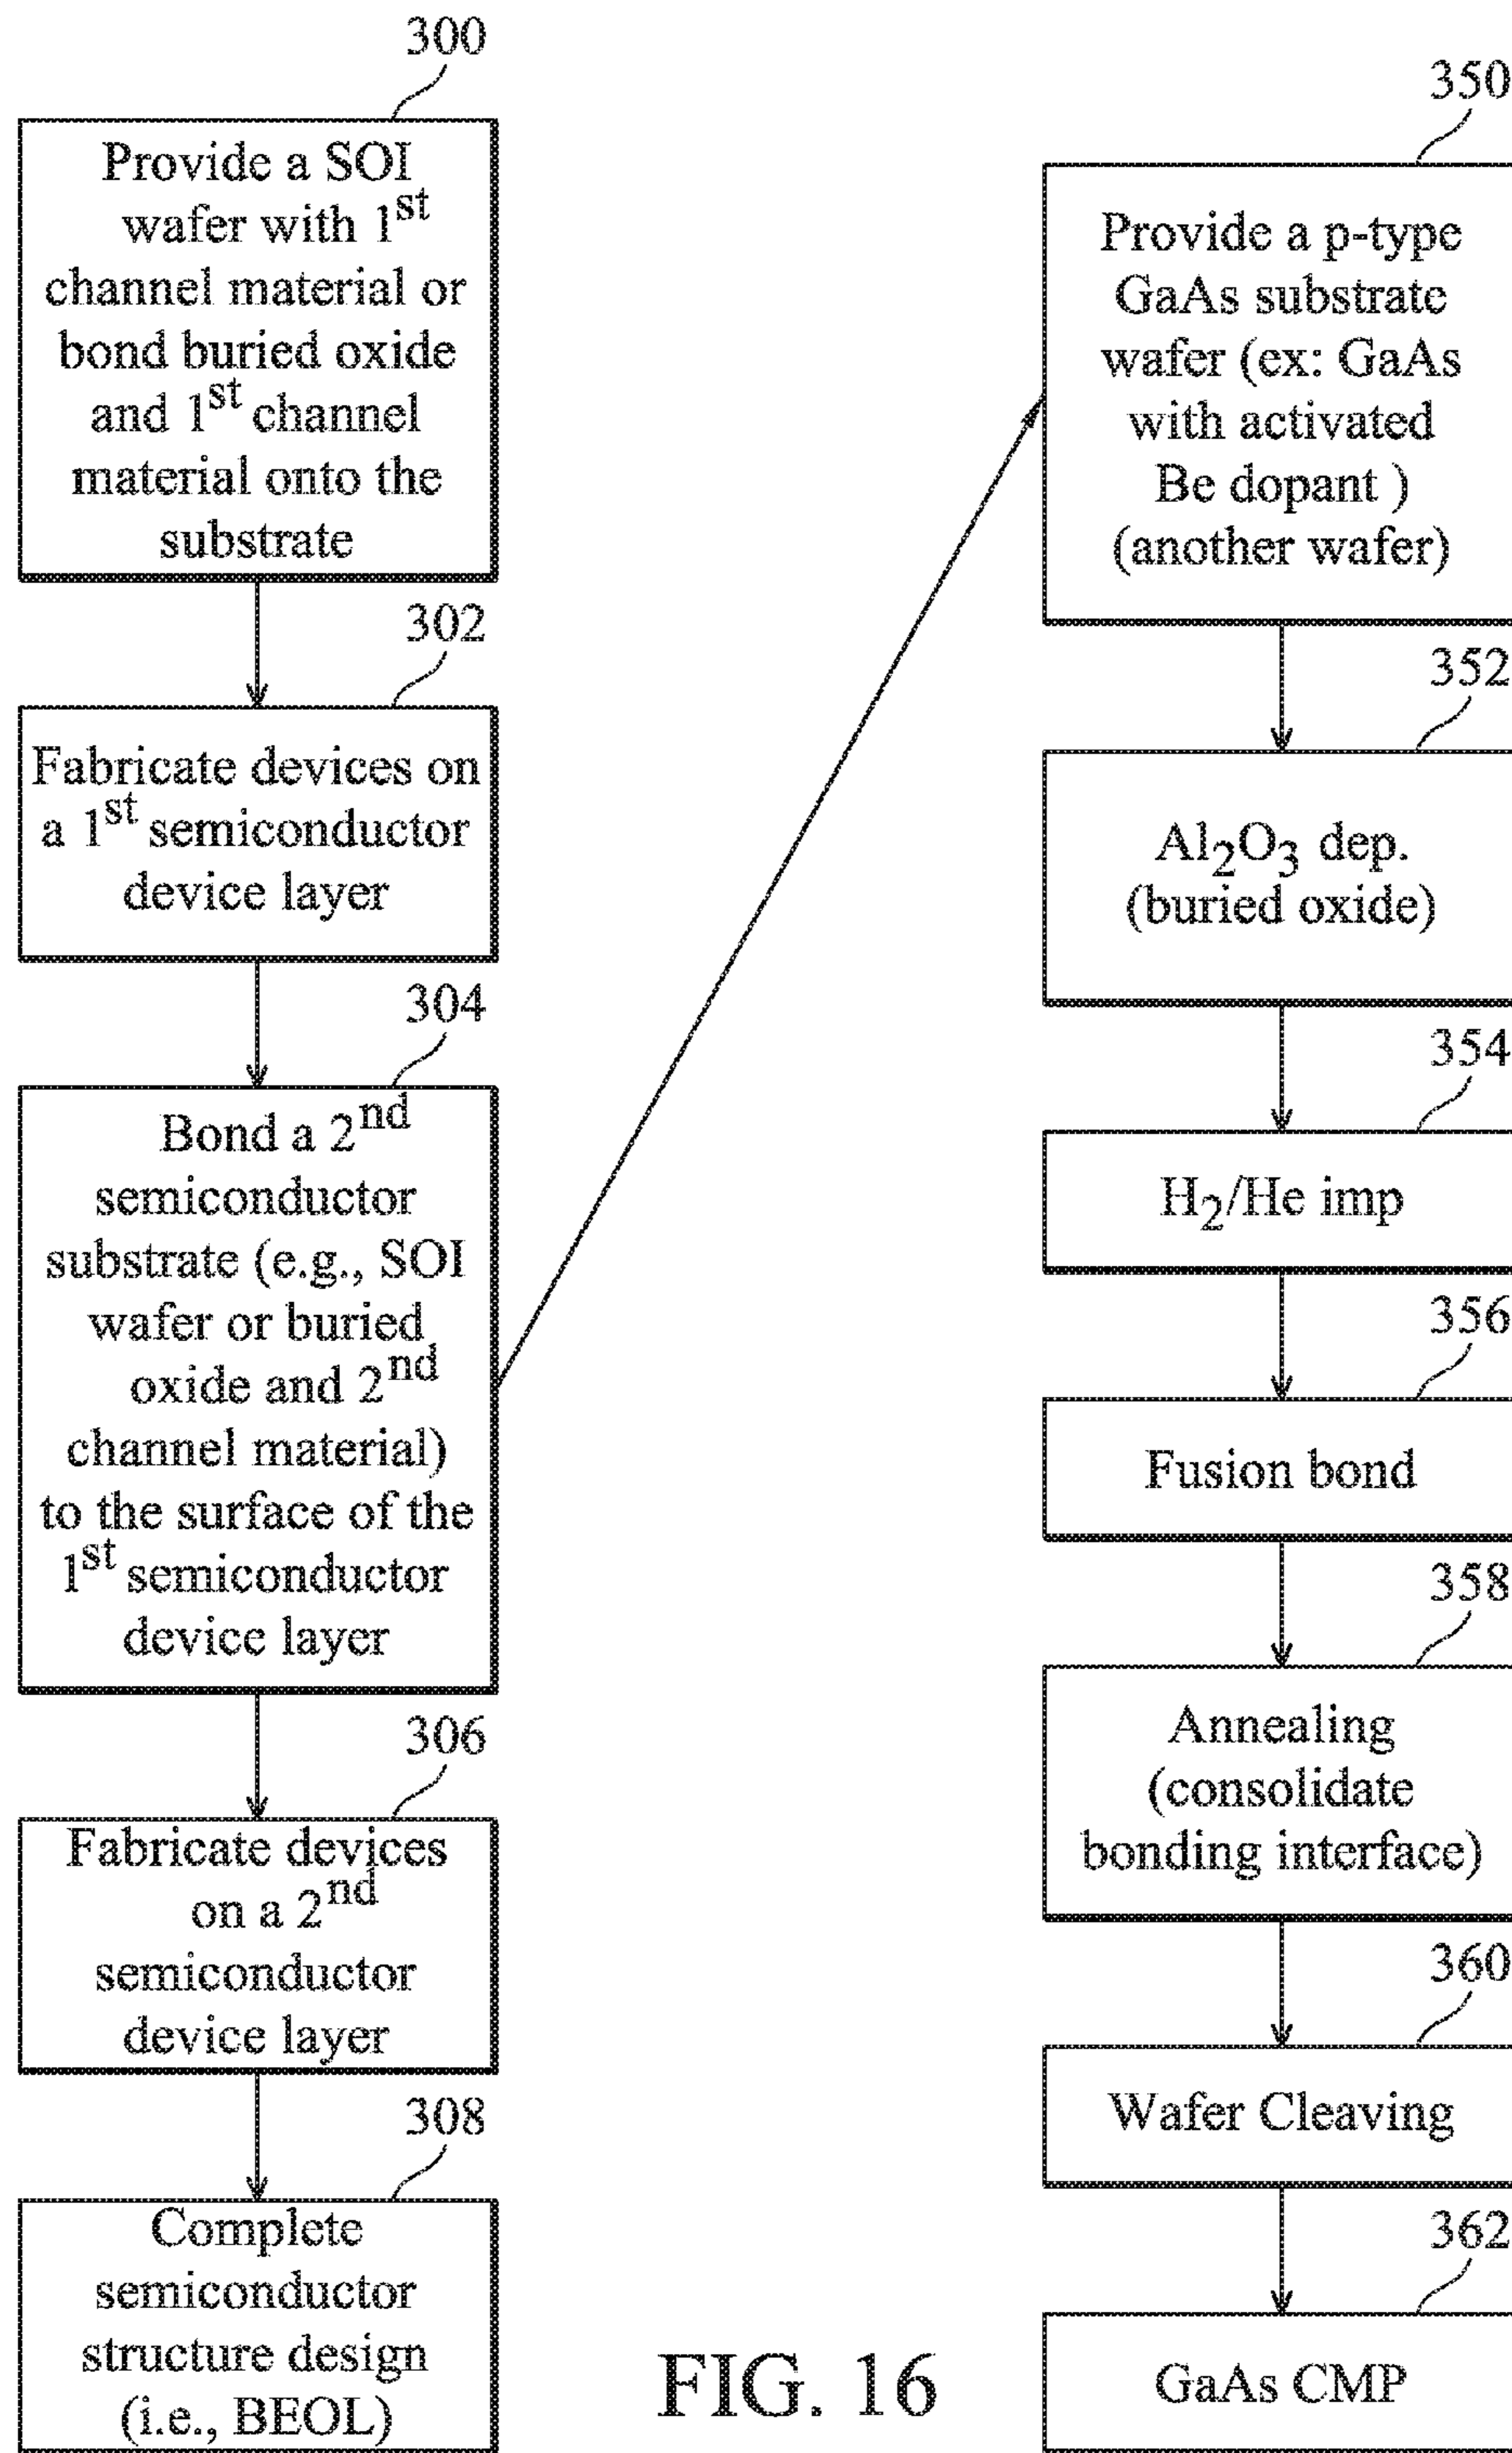 300
Provide a SOI
wafer with 1st
channel material or
bond buried oxide
and 1st channel
material onto the
substrate
302
Fabricate devices on
a 1st semiconductor
device layer
304
Bond a 2nd
semiconductor
substrate (e.g., SOI
wafer or buried
oxide and 2nd
channel material)
to the surface of the
1st semiconductor
device layer
306
Fabricate devices
on a 2nd
semiconductor
device layer
308
Complete
semiconductor
structure design
(i.e., BEOL)
350
Provide a p-type
GaAs substrate
wafer (ex: GaAs
with activated
Be dopant )
(another wafer)
352
Al2O3 dep.
(buried oxide)
354
H2/He imp
356
Fusion bond
358
Annealing
(consolidate
bonding interface)
360
Wafer Cleaving
362
GaAs CMP
FIG. 16